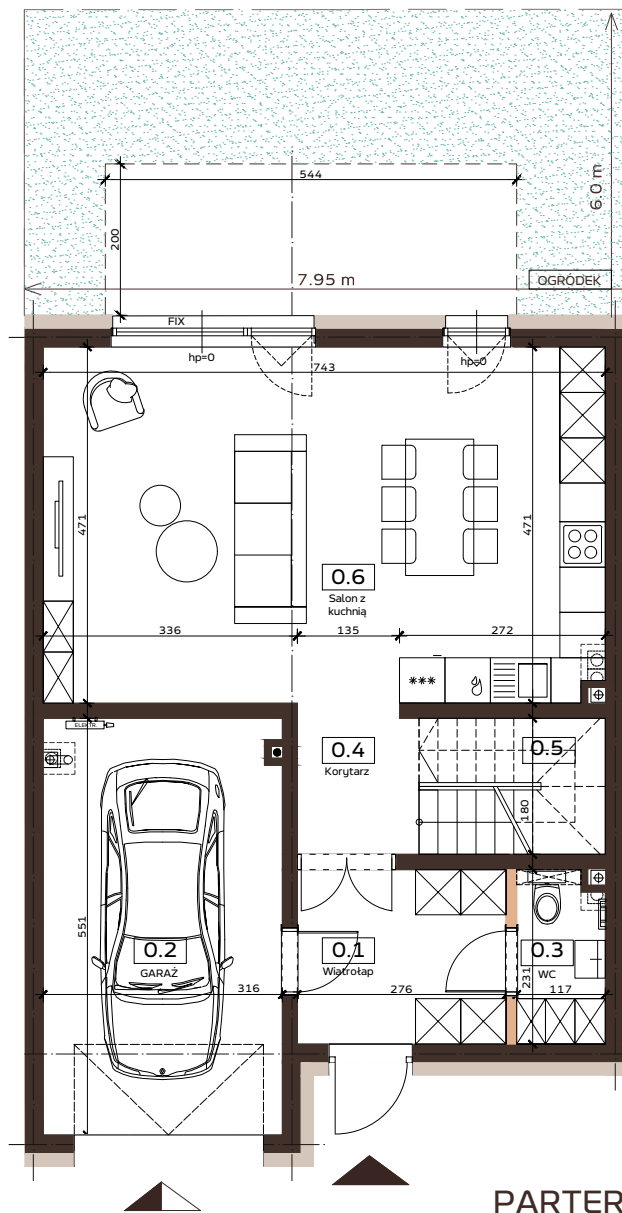 544
6.0 m
200
7.95 m
OGRÓDEK
FIX
hp=0
hp=0
743
471
471
0.6
Salon z
kuchnią
336
135
272
***
ELEKTR.
0.4
Korytarz
0.5
180
551
0.2
GARAŻ
0.1
Wiatrołap
0.3
WC
231
316
276
117
PARTER